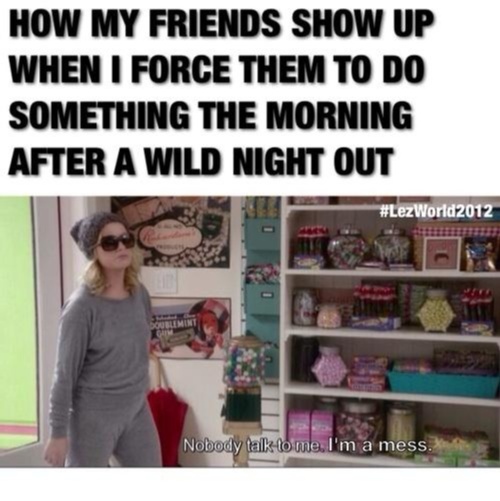 HOW MY FRIENDS SHOW UP
WHEN I FORCE THEM TO DO
SOMETHING THE MORNING
AFTER A WILD NIGHT OUT
#LezWorld2012
DOUBLEMINT
GUM
Nobody talk to me. I'm a mess.